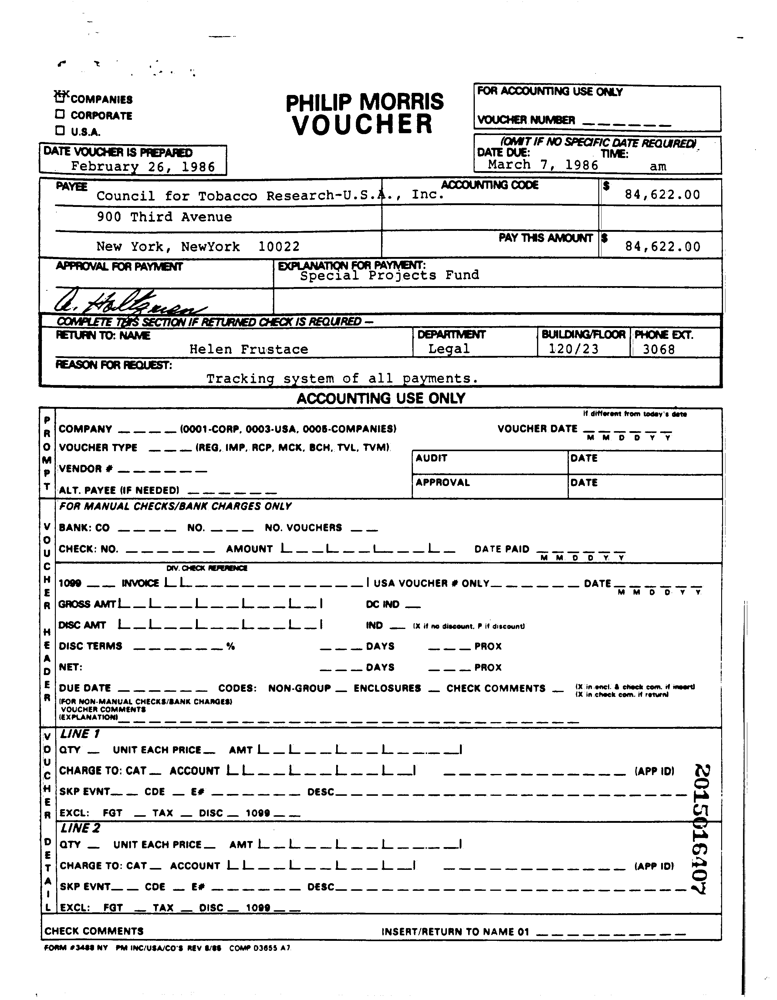 COMPANIES
CORPORATE
U.S.A.
PHILIP MORRIS
VOUCHER
FOR ACCOUNTING USE ONLY
VOUCHER NUMBER _ _ _ _ _ _
DATE VOUCHER IS PREPARED
February 26, 1986
(OMIT IF NO SPECIFIC DATE REQUIRED)
DATE DUE: TIME:
March 7, 1986 am
PAYEE ACCOUNTING CODE
Council for Tobacco Research-U.S.A., Inc. $ 84,622.00
900 Third Avenue
New York, NewYork 10022 PAY THIS AMOUNT $ 84,622.00
APPROVAL FOR PAYMENT EXPLANATION FOR PAYMENT:
Special Projects Fund
A. Holtzman
COMPLETE THIS SECTION IF RETURNED CHECK IS REQUIRED —
RETURN TO: NAME DEPARTMENT BUILDING/FLOOR PHONE EXT.
Helen Frustace Legal 120/23 3068
REASON FOR REQUEST:
Tracking system of all payments.
ACCOUNTING USE ONLY
PROMPT
If different from today's date
COMPANY _ _ _ _ (0001-CORP, 0003-USA, 0005-COMPANIES) VOUCHER DATE _ _ _ _ _ _
M M D D Y Y
VOUCHER TYPE _ _ _ (REG, IMP, RCP, MCK, BCH, TVL, TVM)
VENDOR # _ _ _ _ _ _
AUDIT DATE
ALT. PAYEE (IF NEEDED) _ _ _ _ _ _
APPROVAL DATE
VOUCHER HEADER
FOR MANUAL CHECKS/BANK CHARGES ONLY
BANK: CO _ _ _ _ NO. _ _ _ NO. VOUCHERS _ _
CHECK: NO. _ _ _ _ _ _ AMOUNT DATE PAID _ _ _ _ _ _
M M D D Y Y
DIV. CHECK REFERENCE
1099 _ _ INVOICE USA VOUCHER # ONLY _ _ _ _ _ _ DATE _ _ _ _ _ _
M M D D Y Y
GROSS AMT DC IND _
DISC AMT IND _ (X if no discount, P if discount)
DISC TERMS _ _ _ _ _ _ % _ _ _ DAYS _ _ _ PROX
NET: _ _ _ DAYS _ _ _ PROX
DUE DATE _ _ _ _ _ _ CODES: NON-GROUP _ ENCLOSURES _ CHECK COMMENTS _ (X in encl. & check com. if insert)
(X in check com. if return)
(FOR NON-MANUAL CHECKS/BANK CHARGES)
VOUCHER COMMENTS
(EXPLANATION)
VOUCHER DETAIL
LINE 1
QTY _ UNIT EACH PRICE _ AMT
CHARGE TO: CAT _ ACCOUNT (APP ID)
SKP EVNT _ _ CDE _ E# _ _ _ _ _ _ DESC
EXCL: FGT _ TAX _ DISC _ 1099 _ _
LINE 2
QTY _ UNIT EACH PRICE _ AMT
CHARGE TO: CAT _ ACCOUNT (APP ID)
SKP EVNT _ _ CDE _ E# _ _ _ _ _ _ DESC
EXCL: FGT _ TAX _ DISC _ 1099 _ _
2015016407
CHECK COMMENTS INSERT/RETURN TO NAME 01 _ _ _ _ _ _ _ _ _ _
FORM #3488 NY PM INC/USA/CO'S REV 8/85 COMP D3655 A7